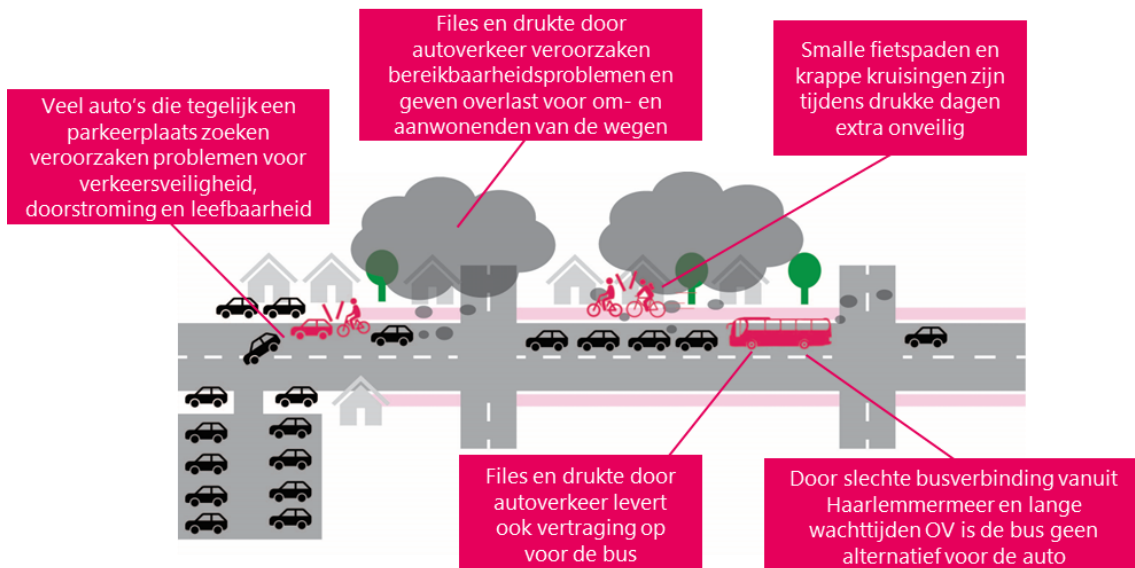 Files en drukte door
autoverkeer veroorzaken
bereikbaarheidsproblemen en
geven overlast voor om- en
aanwonenden van de wegen
Smalle fietspaden en
krappe kruisingen zijn
tijdens drukke dagen
extra onveilig
Veel auto's die tegelijk een
parkeerplaats zoeken
veroorzaken problemen voor
verkeersveiligheid,
doorstroming en leefbaarheid
Files en drukte door
autoverkeer levert
ook vertraging op
voor de bus
Door slechte busverbinding vanuit
Haarlemmermeer en lange
wachttijden OV is de bus geen
alternatief voor de auto